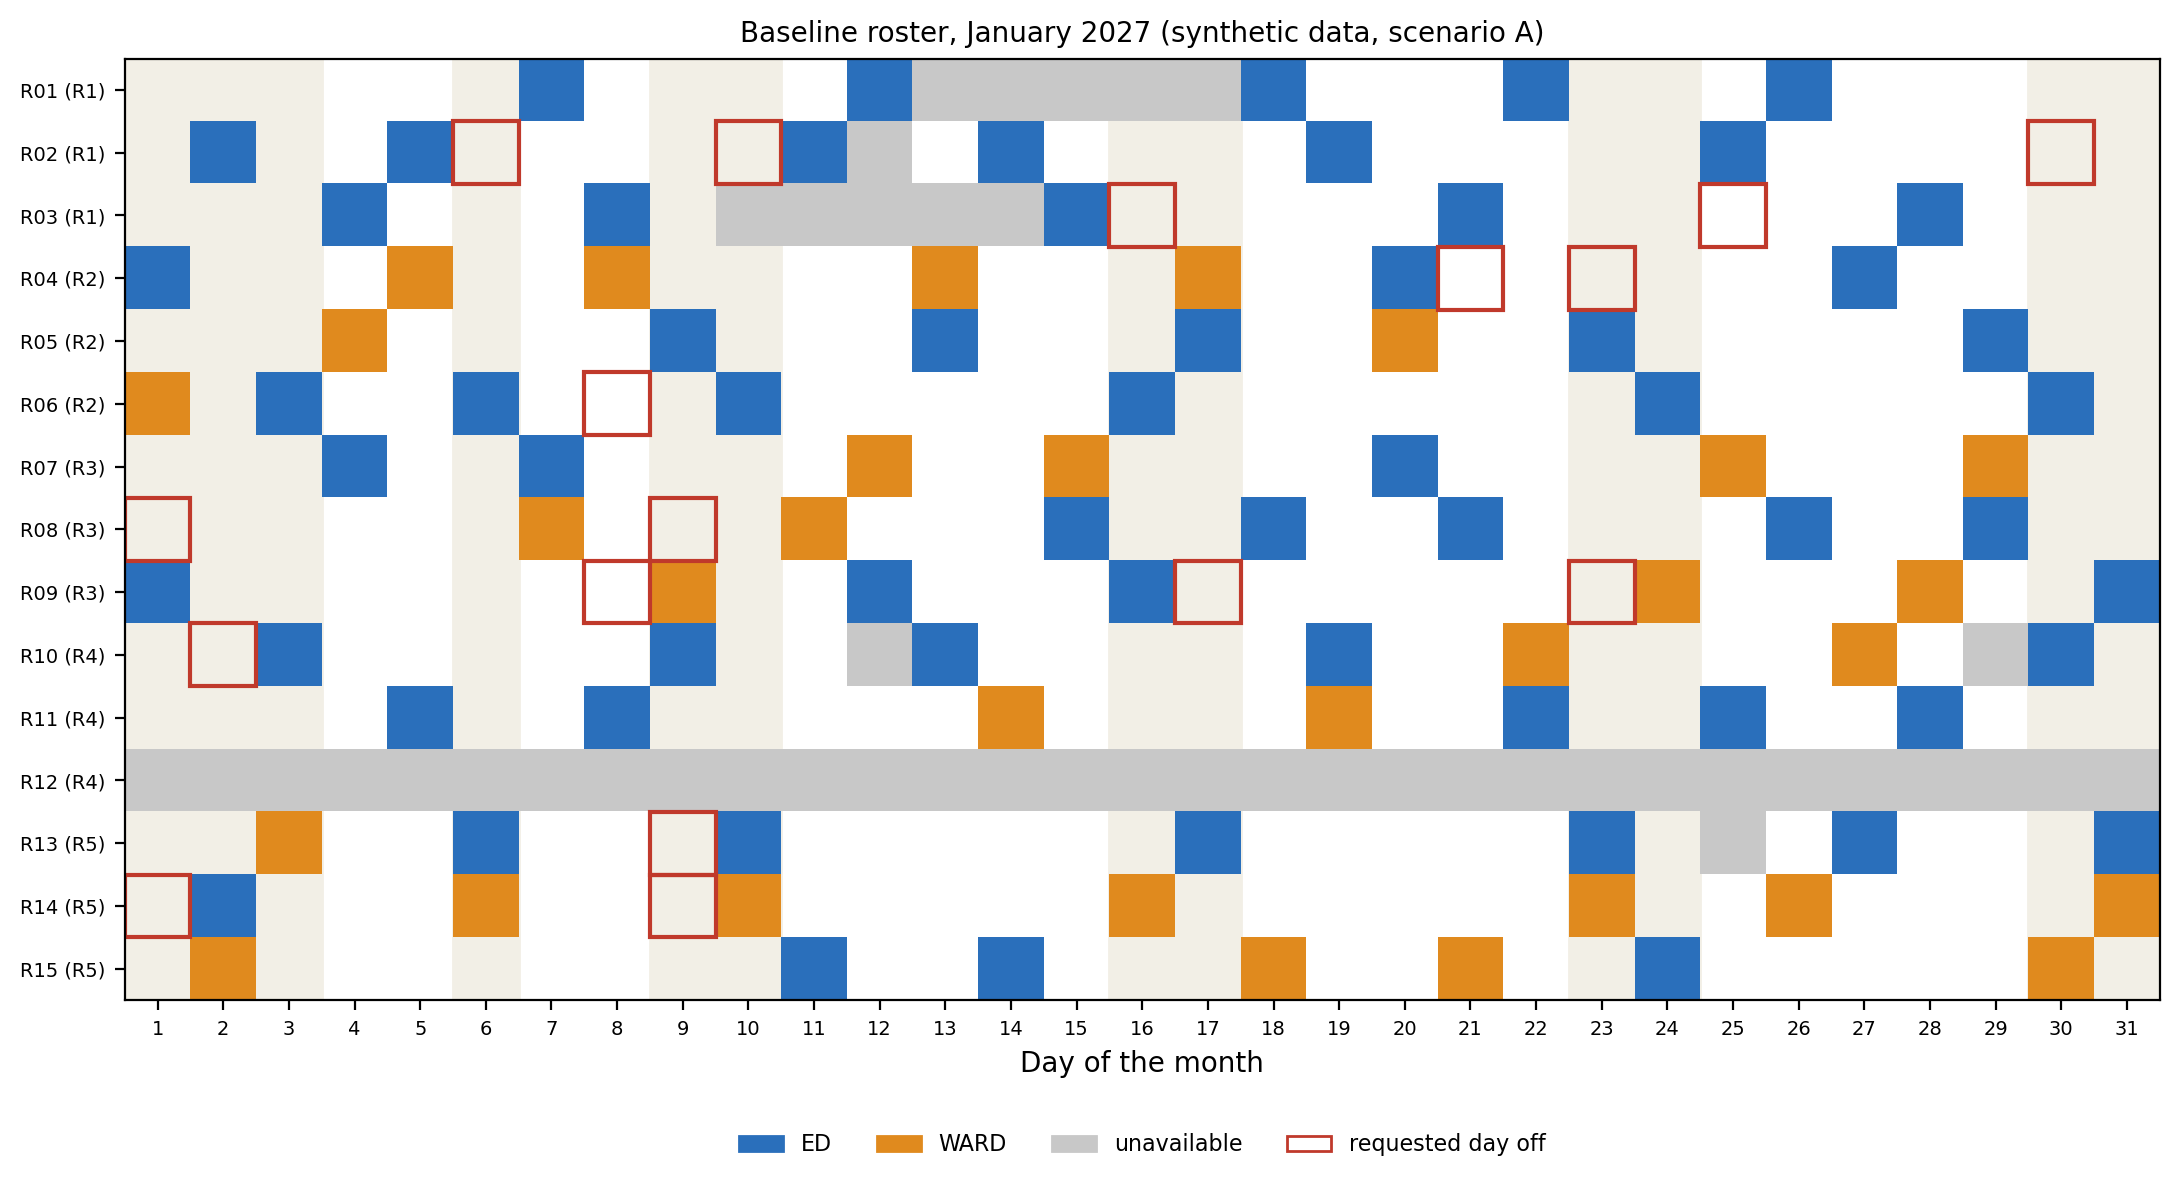 Baseline roster, January 2027 (synthetic data, scenario A)
R01 (R1)
R02 (R1)
R03 (R1)
R04 (R2)
R05 (R2)
R06 (R2)
R07 (R3)
R08 (R3)
R09 (R3)
R10 (R4)
R11 (R4)
R12 (R4)
R13 (R5)
R14 (R5)
R15 (R5)
1 2 3 4 5 6 7 8 9 10 11 12 13 14 15 16 17 18 19 20 21 22 23 24 25 26 27 28 29 30 31
Day of the month
ED WARD unavailable requested day off